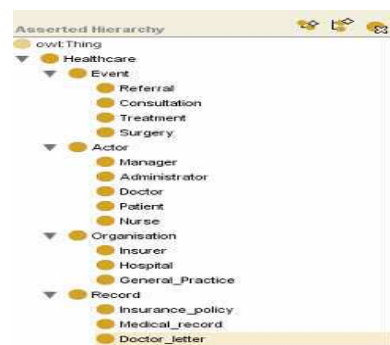 Asserted Hierarchy
owl:Thing
Healthcare
Event
Referral
Consultation
Treatment
Surgery
Actor
Manager
Administrator
Doctor
Patient
Nurse
Organisation
Insurer
Hospital
General_Practice
Record
Insurance_policy
Medical_record
Doctor_letter